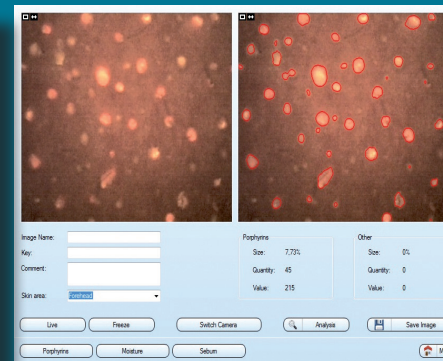 Image Name:
Key:
Comment:
Skin area: Forehead
Porphyrins
Size: 7,73%
Quantity: 45
Value: 215
Other
Size: 0%
Quantity: 0
Value: 0
Live Freeze Switch Camera Analysis Save Image
Porphyrins Moisture Sebum M